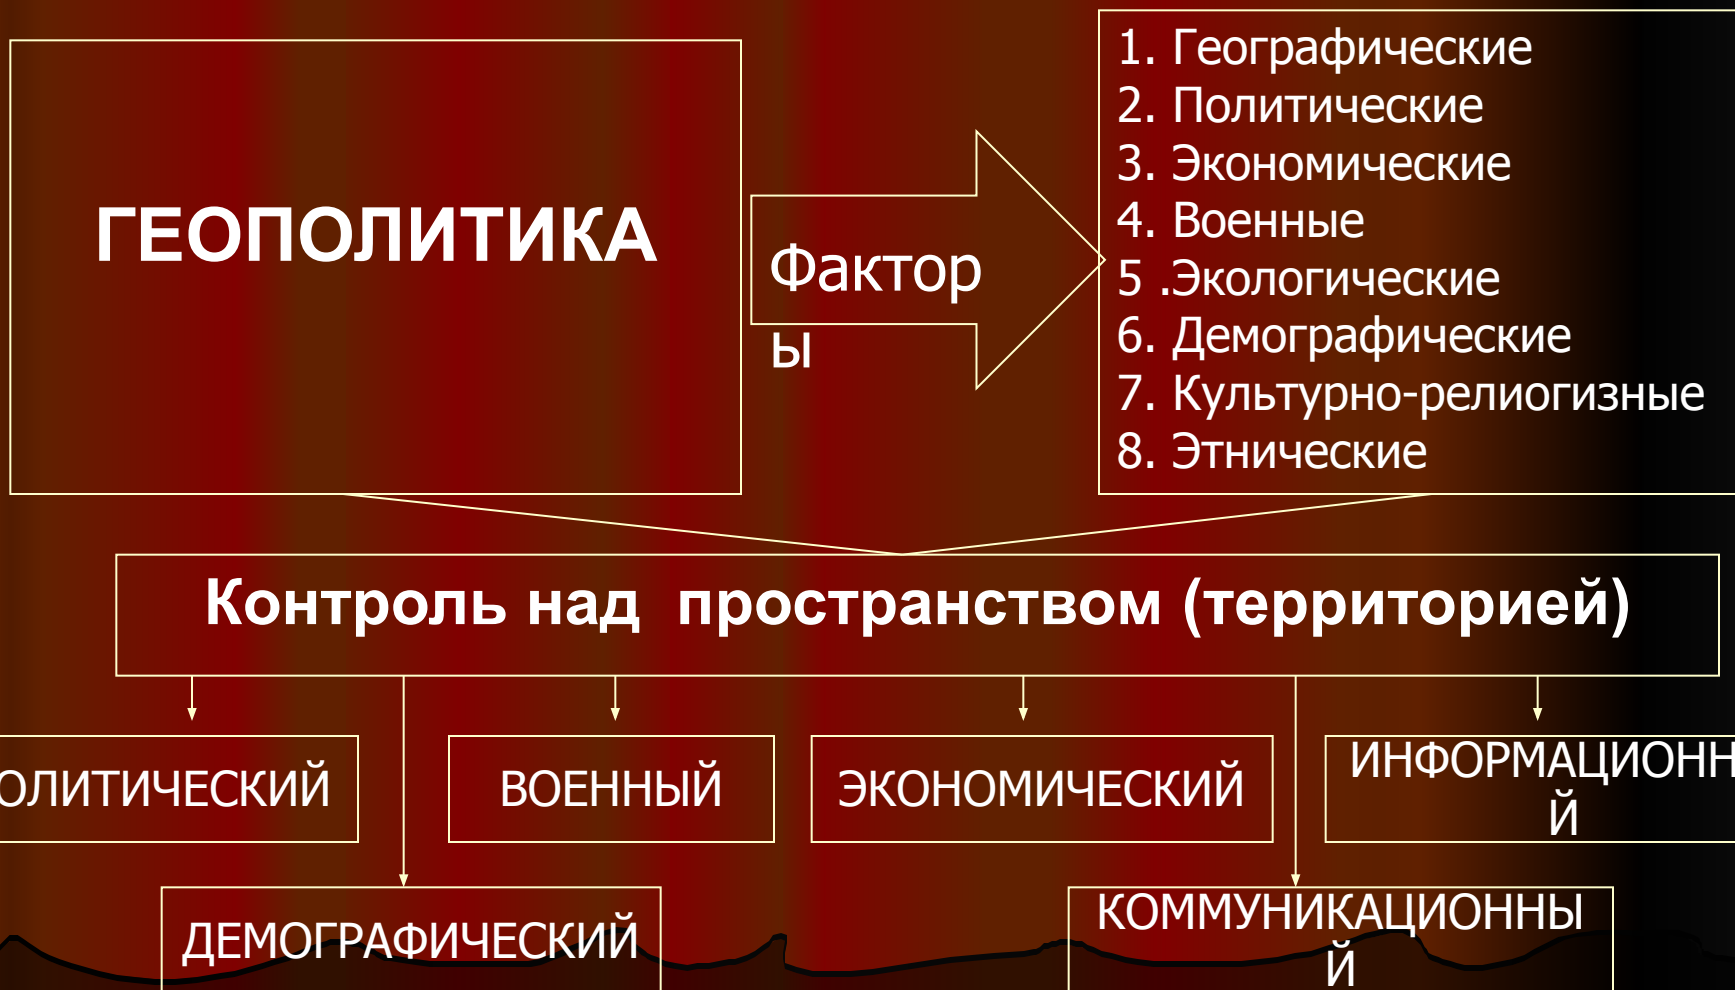 ГЕОПОЛИТИКА
Фактор
ы
1. Географические
2. Политические
3. Экономические
4. Военные
5 .Экологические
6. Демографические
7. Культурно-религиозные
8. Этнические
Контроль над  пространством (территорией)
ОЛИТИЧЕСКИЙ
ВОЕННЫЙ
ЭКОНОМИЧЕСКИЙ
ИНФОРМАЦИОНН
Й
ДЕМОГРАФИЧЕСКИЙ
КОММУНИКАЦИОННЫ
Й